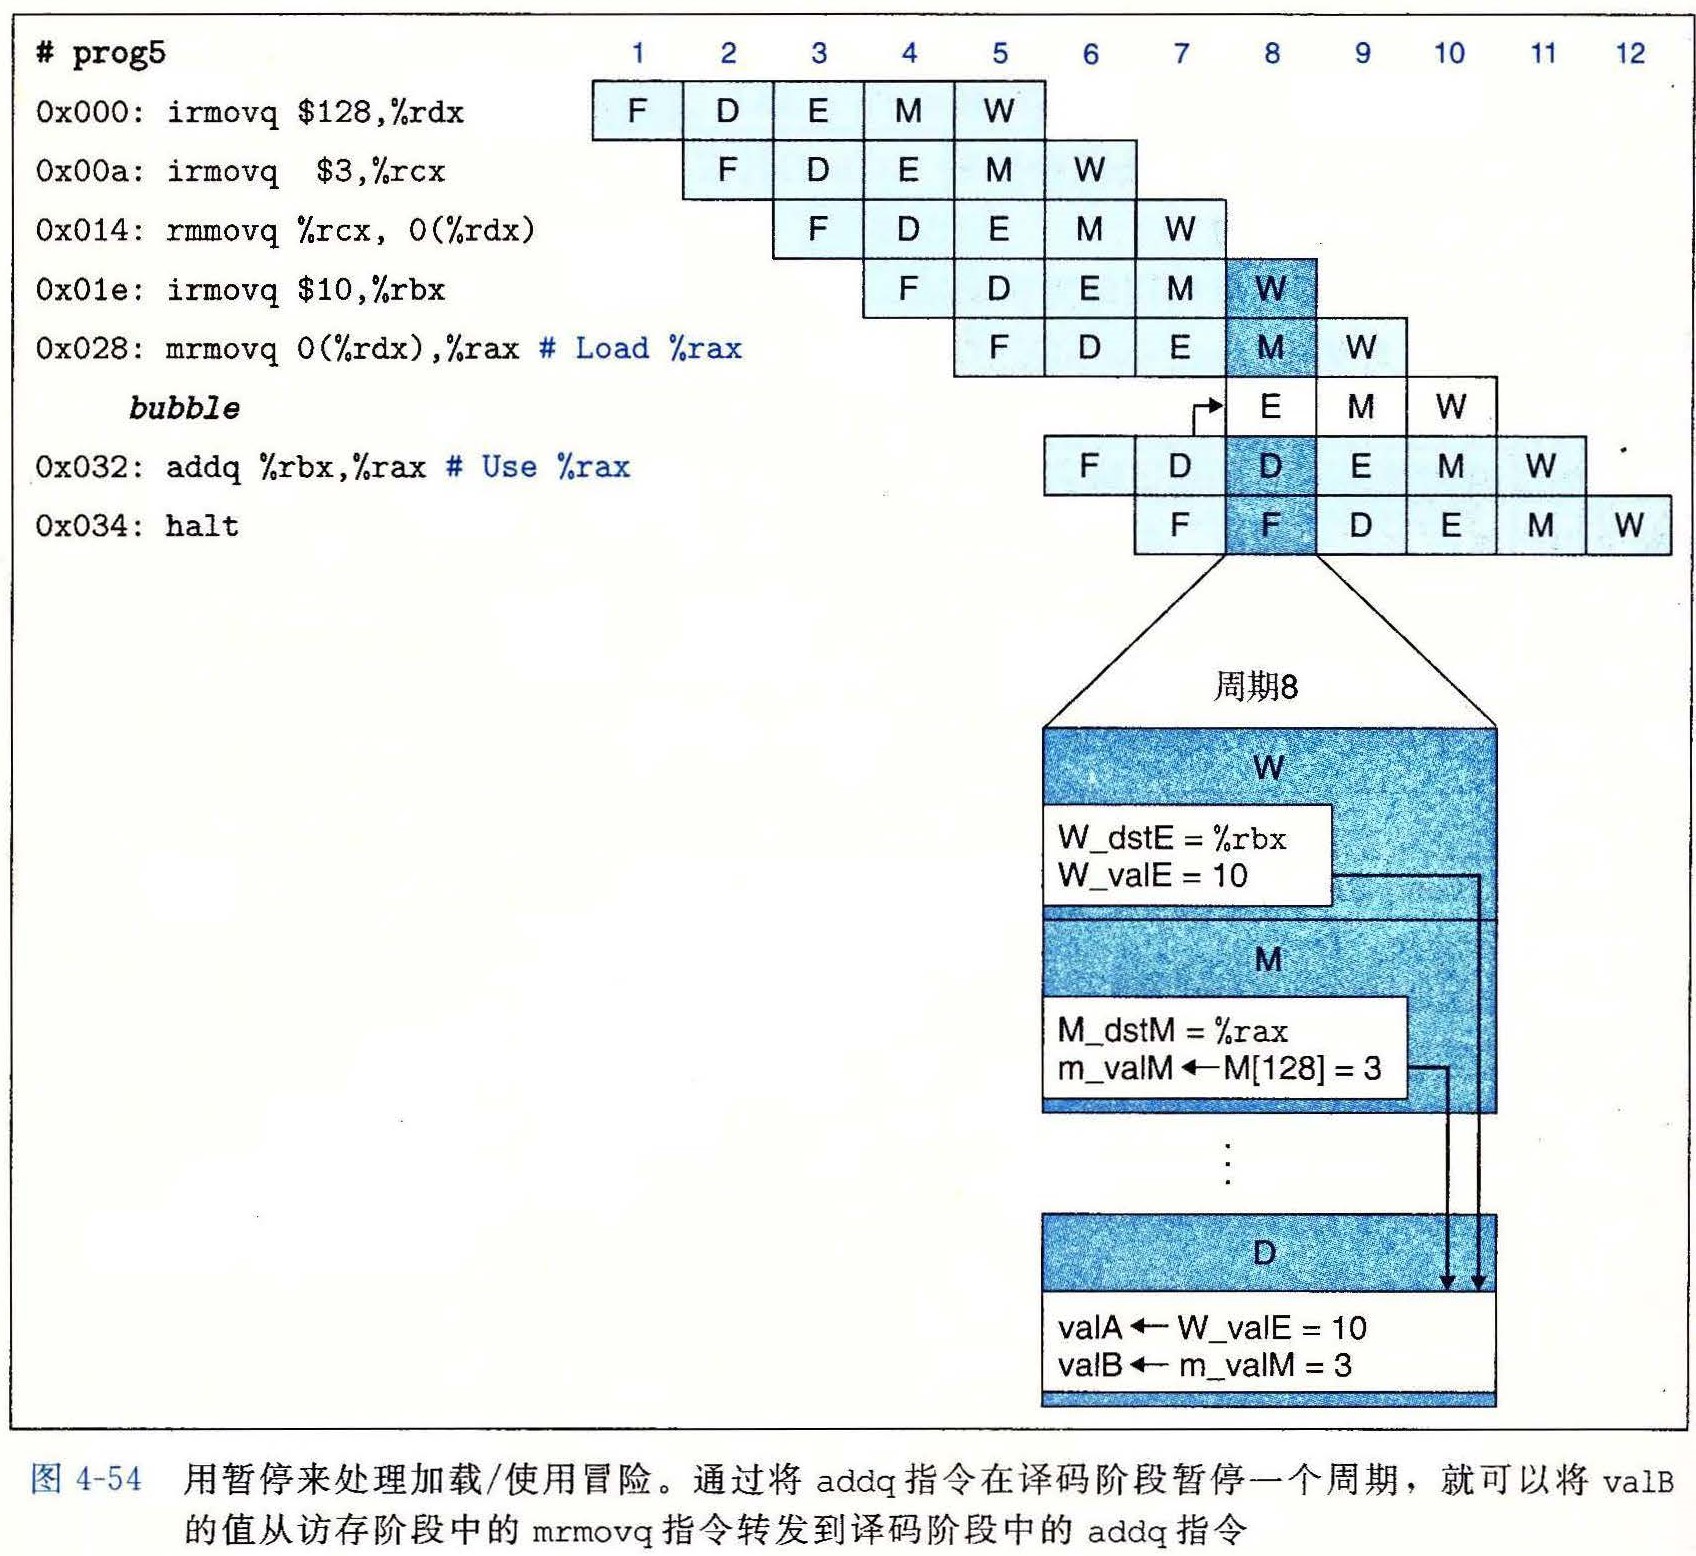 # prog5 1 2 3 4 5 6 7 8 9 10 11 12
0x000: irmovq $128,%rdx F D E M W
0x00a: irmovq $3,%rcx F D E M W
0x014: rmmovq %rcx, 0(%rdx) F D E M W
0x01e: irmovq $10,%rbx F D E M W
0x028: mrmovq 0(%rdx),%rax # Load %rax F D E M W
bubble E M W
0x032: addq %rbx,%rax # Use %rax F D D E M W
0x034: halt F F D E M W
周期8
W
W_dstE = %rbx
W_valE = 10
M
M_dstM = %rax
m_valM ← M[128] = 3
⋮
D
valA ← W_valE = 10
valB ← m_valM = 3
图 4-54 用暂停来处理加载/使用冒险。通过将 addq 指令在译码阶段暂停一个周期，就可以将 valB
的值从访存阶段中的 mrmovq 指令转发到译码阶段中的 addq 指令